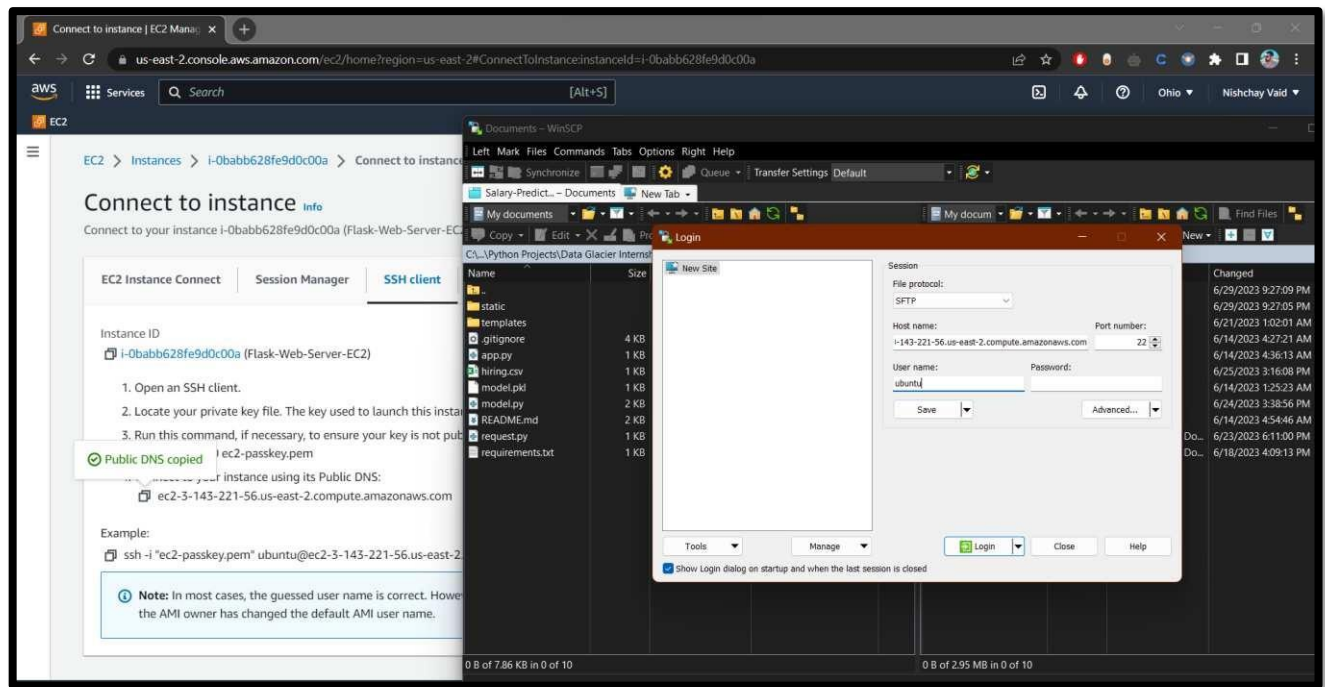 Connect to instance | EC2 Manag
us-east-2.console.aws.amazon.com/ec2/home?region=us-east-2#ConnectToInstance:instanceId=i-0babb628fe9d0c00a
aws
Services
Search
[Alt+S]
Ohio
Nishchay Vaid
EC2
EC2 > Instances > i-0babb628fe9d0c00a > Connect to instance
Connect to instance Info
Connect to your instance i-0babb628fe9d0c00a (Flask-Web-Server-EC
EC2 Instance Connect
Session Manager
SSH client
Instance ID
i-0babb628fe9d0c00a (Flask-Web-Server-EC2)
1. Open an SSH client.
2. Locate your private key file. The key used to launch this insta
3. Run this command, if necessary, to ensure your key is not pub
ec2-passkey.pem
Public DNS copied
instance using its Public DNS:
ec2-3-143-221-56.us-east-2.compute.amazonaws.com
Example:
ssh -i "ec2-passkey.pem" ubuntu@ec2-3-143-221-56.us-east-2.
Note: In most cases, the guessed user name is correct. Howe
the AMI owner has changed the default AMI user name.
Documents – WinSCP
Left Mark Files Commands Tabs Options Right Help
Synchronize
Queue
Transfer Settings Default
Salary-Predict... – Documents
New Tab
My documents
My docum
Find Files
Copy
Edit
New
C:\...\Python Projects\Data Glacier Internsh
Name
Size
Changed
..
6/29/2023 9:27:09 PM
static
6/29/2023 9:27:05 PM
templates
6/21/2023 1:02:01 AM
.gitignore
4 KB
6/14/2023 4:27:21 AM
app.py
1 KB
6/14/2023 4:36:13 AM
hiring.csv
1 KB
6/25/2023 3:16:08 PM
model.pkl
1 KB
6/14/2023 1:25:23 AM
model.py
2 KB
6/24/2023 3:38:56 PM
README.md
2 KB
6/14/2023 4:54:46 AM
request.py
1 KB
Do...
6/23/2023 6:11:00 PM
requirements.txt
1 KB
Do...
6/18/2023 4:09:13 PM
Login
New Site
Session
File protocol:
SFTP
Host name:
Port number:
i-143-221-56.us-east-2.compute.amazonaws.com
22
User name:
Password:
ubuntu
Save
Advanced...
Tools
Manage
Login
Close
Help
Show Login dialog on startup and when the last session is closed
0 B of 7.86 KB in 0 of 10
0 B of 2.95 MB in 0 of 10